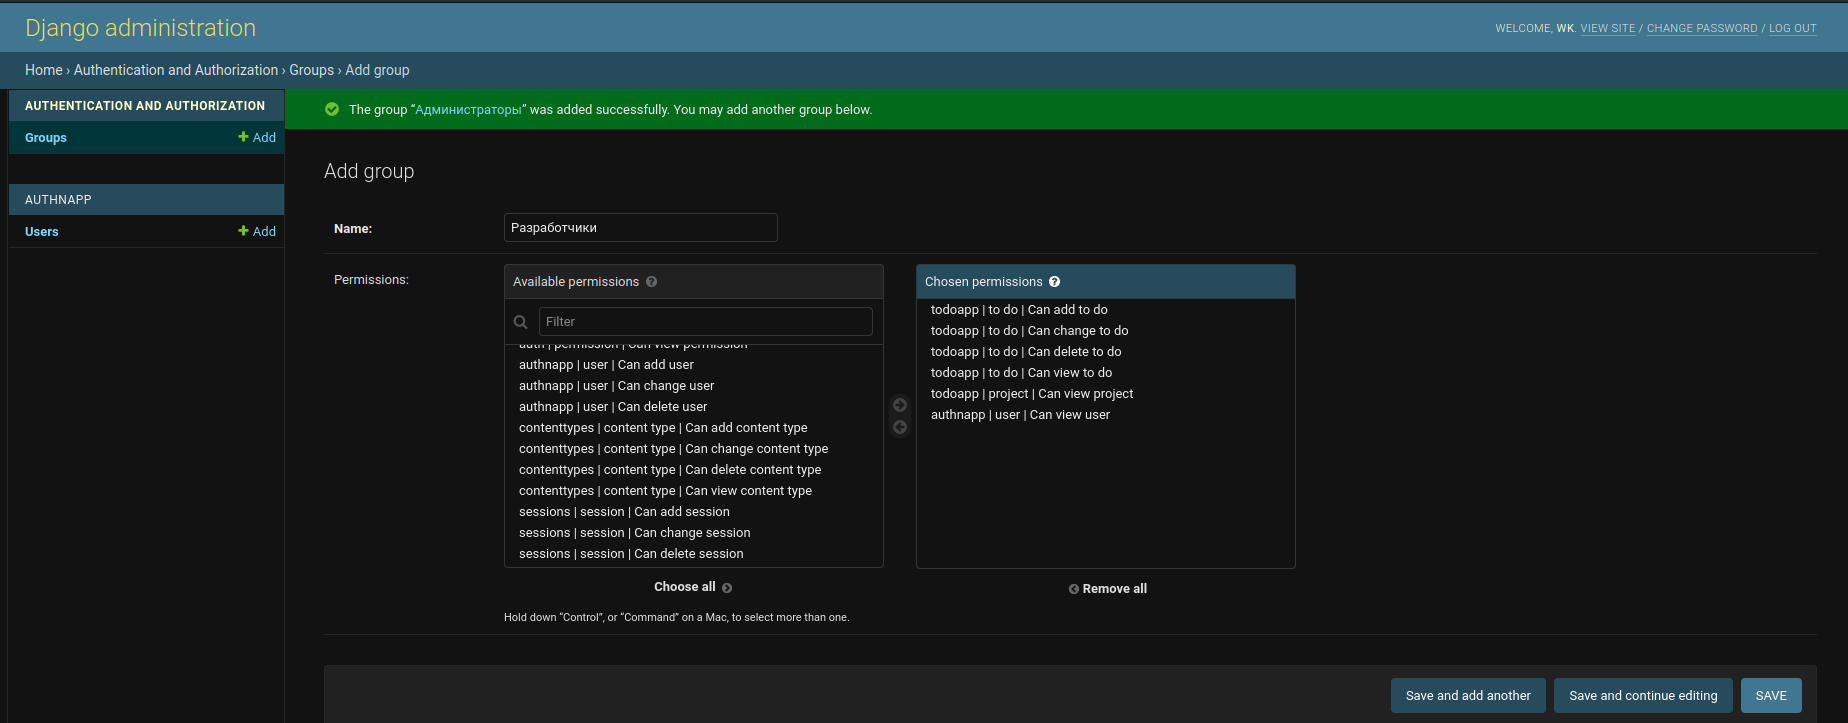 Django administration
WELCOME, WK. VIEW SITE / CHANGE PASSWORD / LOG OUT
Home › Authentication and Authorization › Groups › Add group
AUTHENTICATION AND AUTHORIZATION
Groups + Add
AUTHNAPP
Users + Add
The group “Администраторы” was added successfully. You may add another group below.
Add group
Name: Разработчики
Permissions:
Available permissions ?
Filter
auth | permission | Can view permission
authnapp | user | Can add user
authnapp | user | Can change user
authnapp | user | Can delete user
contenttypes | content type | Can add content type
contenttypes | content type | Can change content type
contenttypes | content type | Can delete content type
contenttypes | content type | Can view content type
sessions | session | Can add session
sessions | session | Can change session
sessions | session | Can delete session
Choose all
Hold down “Control”, or “Command” on a Mac, to select more than one.
Chosen permissions ?
todoapp | to do | Can add to do
todoapp | to do | Can change to do
todoapp | to do | Can delete to do
todoapp | to do | Can view to do
todoapp | project | Can view project
authnapp | user | Can view user
Remove all
Save and add another
Save and continue editing
SAVE